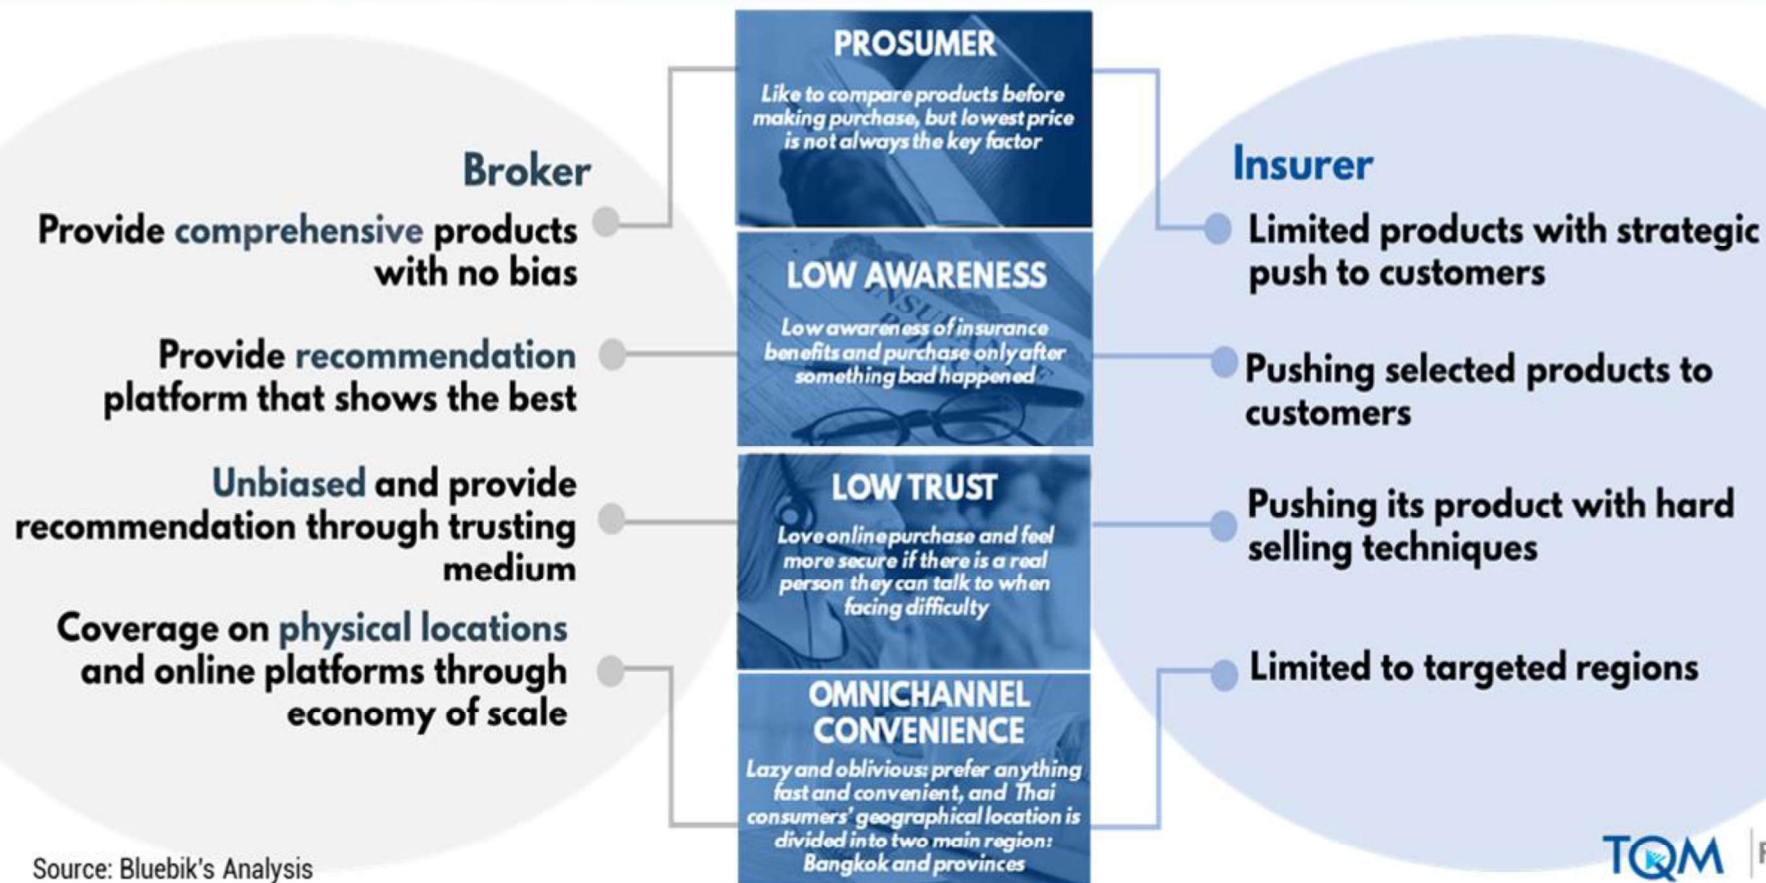 PROSUMER
Like to compare products before
making purchase, but lowest price
is not always the key factor
Broker
Provide comprehensive products
with no bias
Provide recommendation
platform that shows the best
Unbiased and provide
recommendation through trusting
medium
Coverage on physical locations
and online platforms through
economy of scale
LOW AWARENESS
Low awareness of insurance
benefits and purchase only after
something bad happened
LOW TRUST
Love online purchase and feel
more secure if there is a real
person they can talk to when
facing difficulty
OMNICHANNEL
CONVENIENCE
Lazy and oblivious: prefer anything
fast and convenient, and Thai
consumers' geographical location is
divided into two main region:
Bangkok and provinces
Insurer
Limited products with strategic
push to customers
Pushing selected products to
customers
Pushing its product with hard
selling techniques
Limited to targeted regions
Source: Bluebik's Analysis
TQM